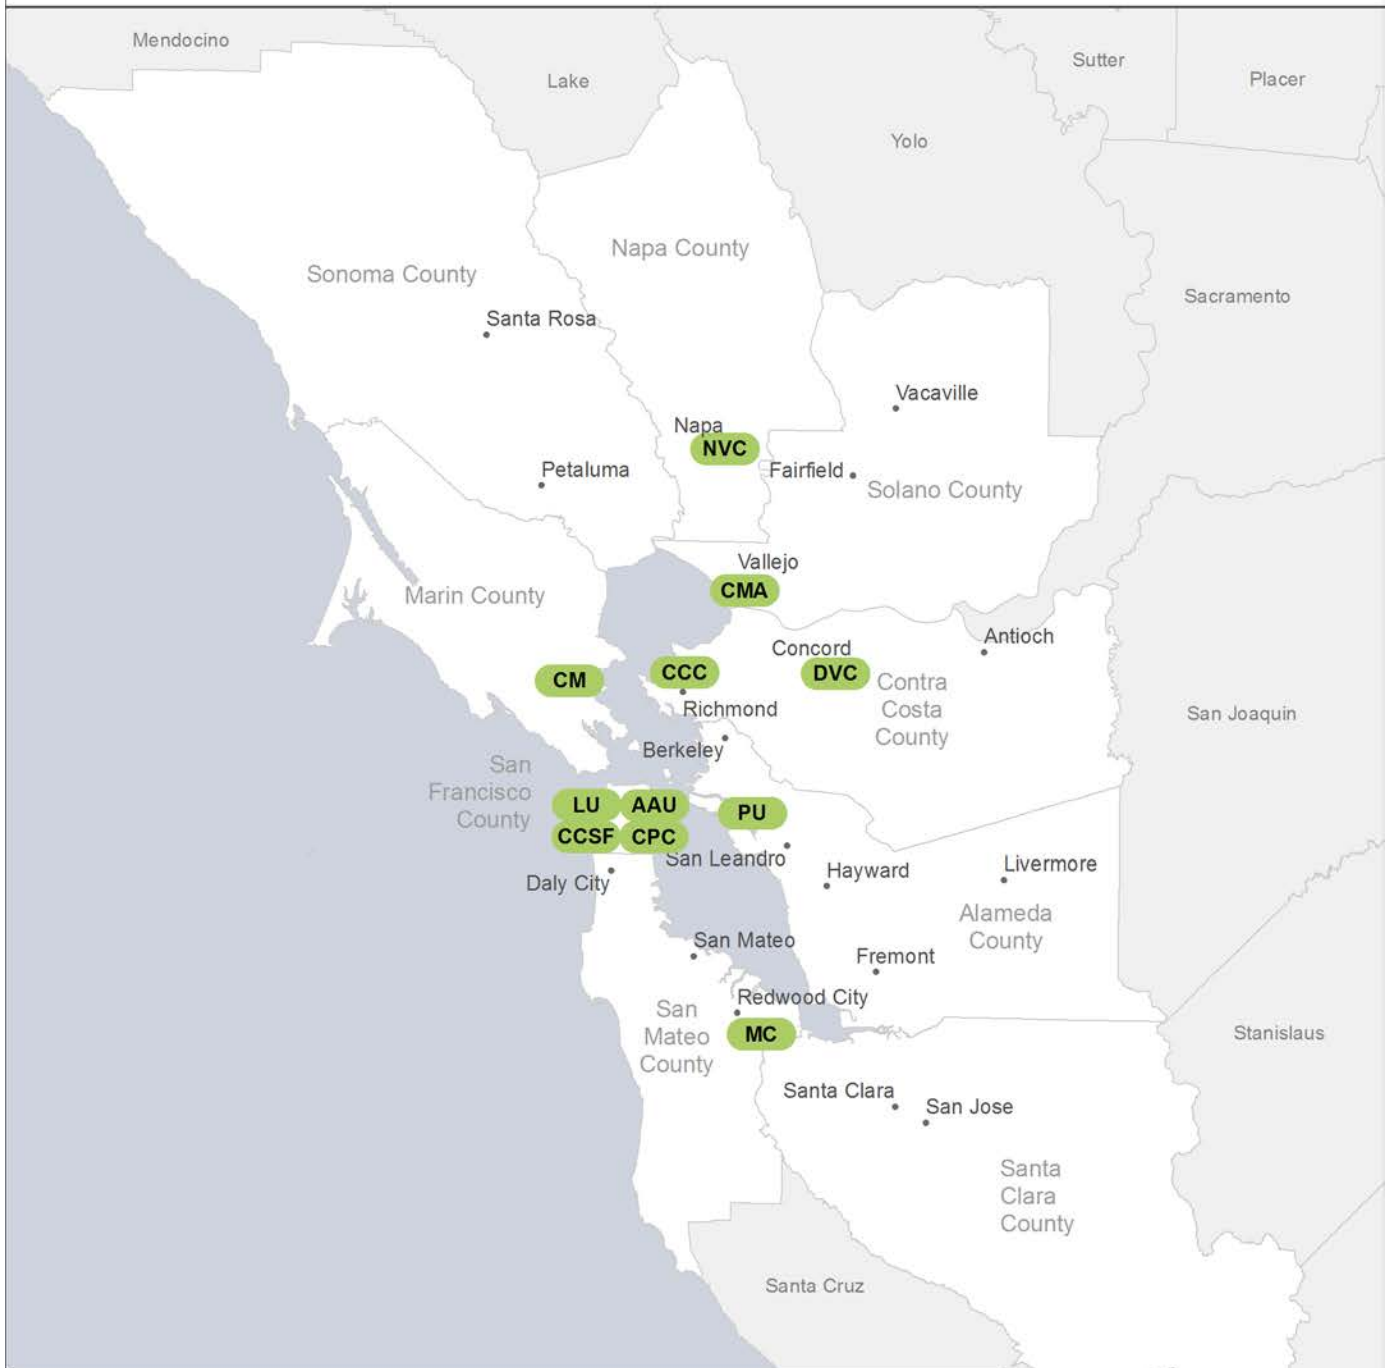 Mendocino
Sutter
Lake
Placer
Yolo
Napa County
Sonoma County
Sacramento
Santa Rosa
Vacaville
Napa
NVC
Petaluma
Fairfield
Solano County
Vallejo
CMA
Marin County
Antioch
Concord
CM
CCC
DVC
Contra
Costa
County
Richmond
San Joaquin
Berkeley
San
Francisco
County
LU
AAU
PU
CCSF
CPC
San Leandro
Daly City
Hayward
Livermore
Alameda
County
San Mateo
Fremont
Redwood City
San
Mateo
County
MC
Stanislaus
Santa Clara
San Jose
Santa
Clara
County
Santa Cruz